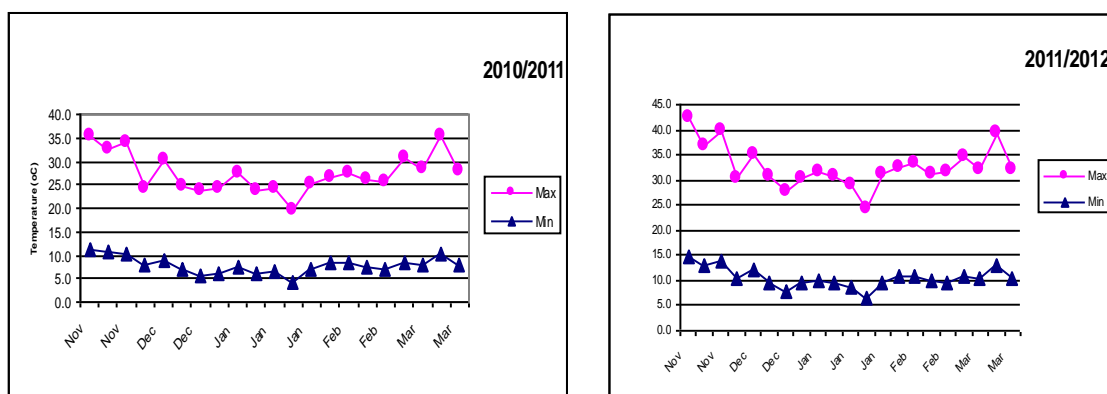 2010/2011
Temperature (oC)
40.0
35.0
30.0
25.0
20.0
15.0
10.0
5.0
0.0
Nov
Nov
Dec
Dec
Jan
Jan
Jan
Feb
Feb
Mar
Mar
Max
Min
2011/2012
45.0
40.0
35.0
30.0
25.0
20.0
15.0
10.0
5.0
0.0
Nov
Nov
Dec
Dec
Jan
Jan
Jan
Feb
Feb
Mar
Mar
Max
Min